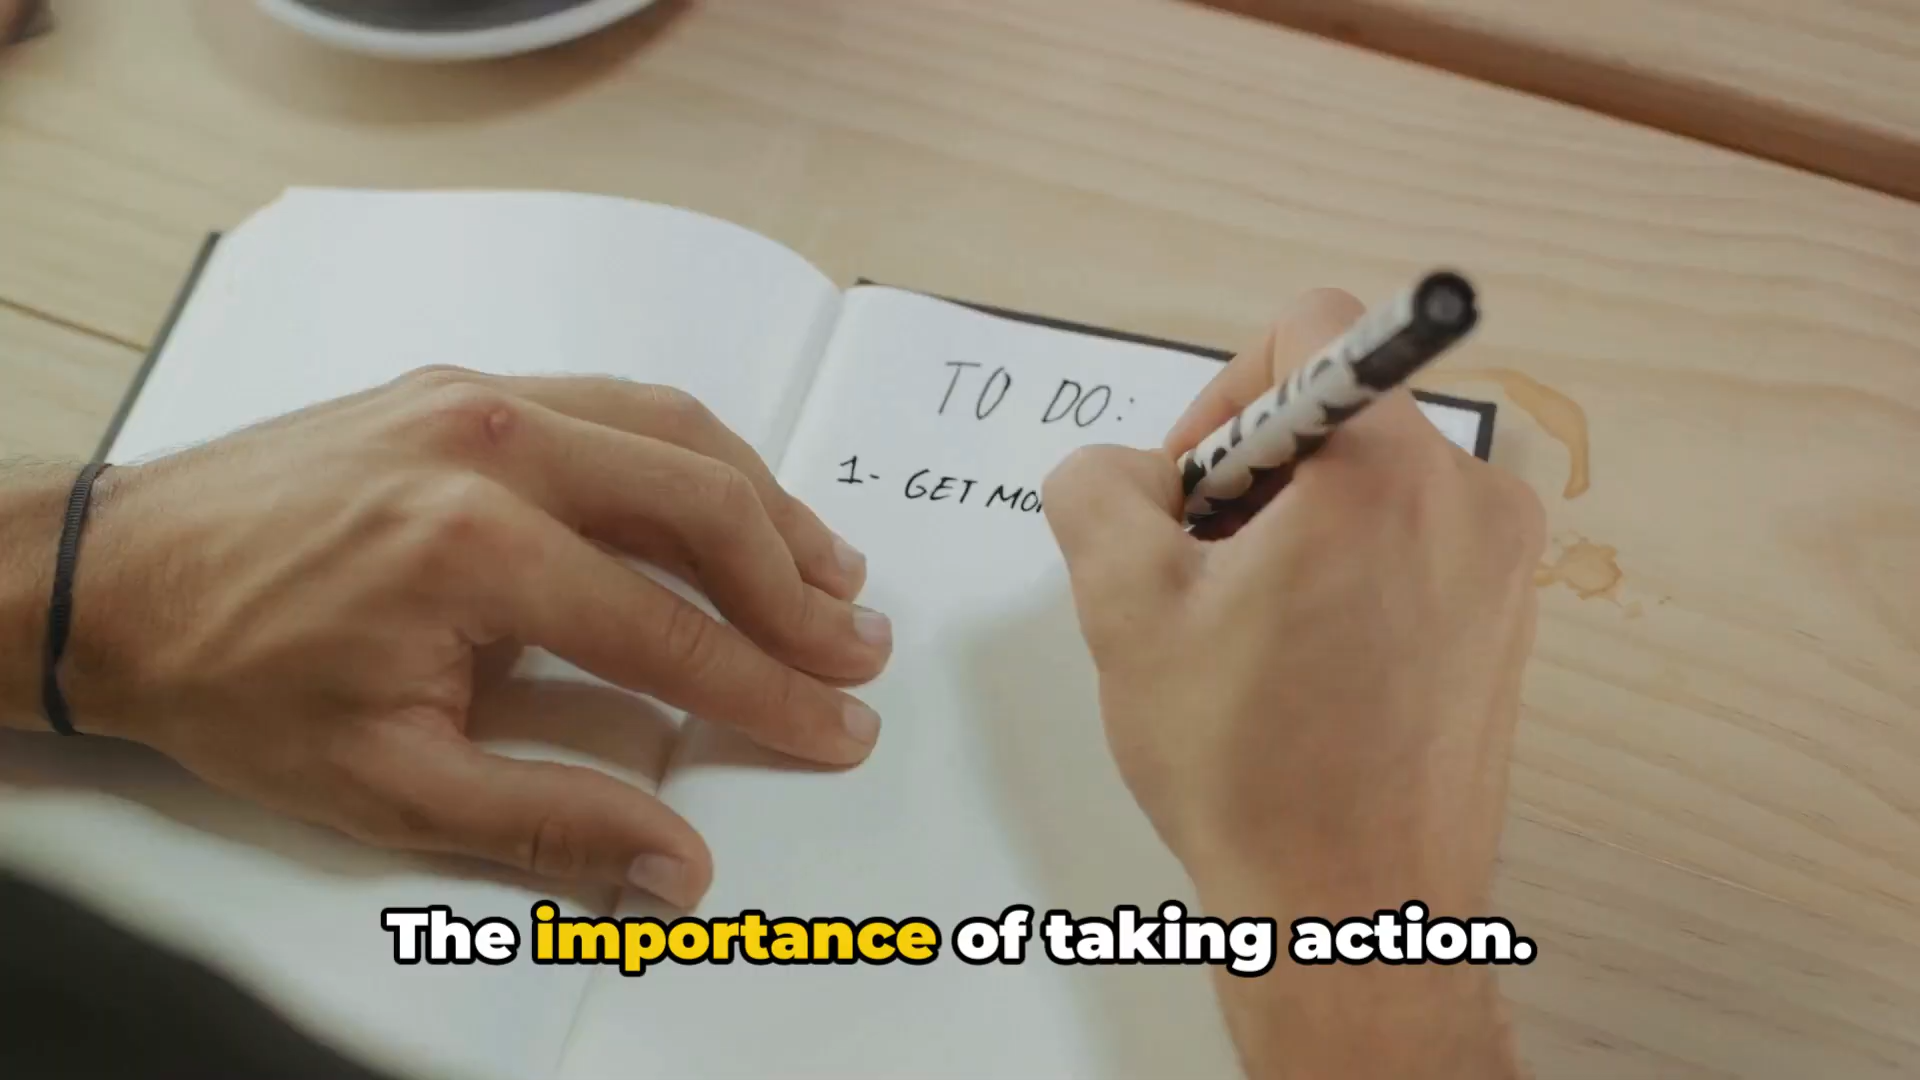 TO DO:
1- GET
The importance of taking action.